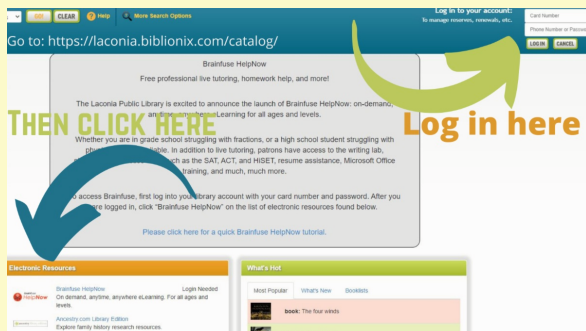 GO
CLEAR
? Help
More Search Options
Log in to your account:
To manage reserves, renewals, etc.
Card Number
Phone Number or Passwo
LOG IN
CANCEL
Go to: https://laconia.biblionix.com/catalog/
Brainfuse HelpNow
Free professional live tutoring, homework help, and more!
The Laconia Public Library is excited to announce the launch of Brainfuse HelpNow: on-demand,
anytime, anywhere eLearning for all ages and levels.
THEN CLICK HERE
Log in here
Whether you are in grade school struggling with fractions, or a high school student struggling with
able. In addition to live tutoring, patrons have access to the writing lab,
ch as the SAT, ACT, and HISET, resume assistance, Microsoft Office
training, and much, much more.
o access Brainfuse, first log into your library account with your card number and password. After you
are logged in, click "Brainfuse HelpNow" on the list of electronic resources found below.
Please click here for a quick Brainfuse HelpNow tutorial.
Electronic Resources
HelpNow
Brainfuse HelpNow
Login Needed
On demand, anytime, anywhere eLearning. For all ages and
levels.
Ancestry.com Library Edition
Explore family history research resources.
What's Hot
Most Popular
What's New
Booklists
book: The four winds